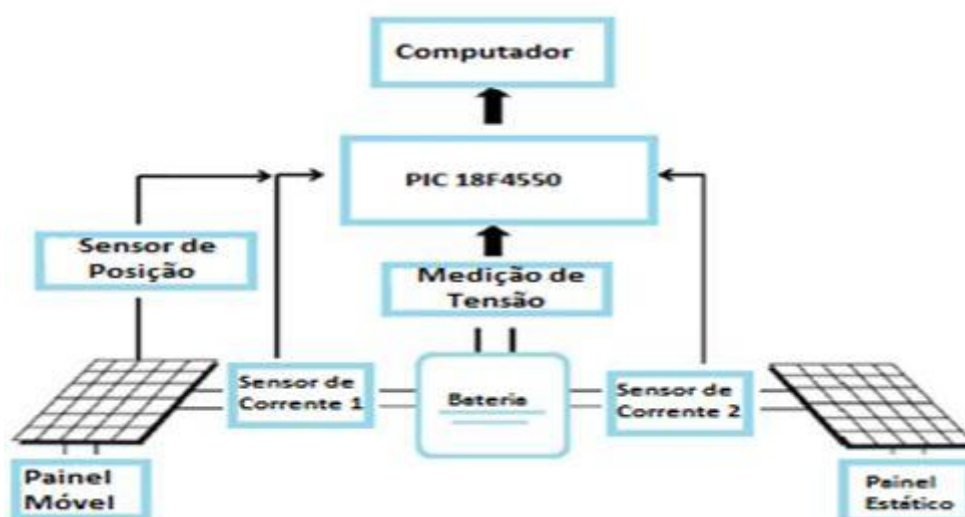 Computador
PIC 18F4550
Sensor de
Posição
Medição de
Tensão
Sensor de
Corrente 1
Bateria
Sensor de
Corrente 2
Painel
Móvel
Painel
Estático